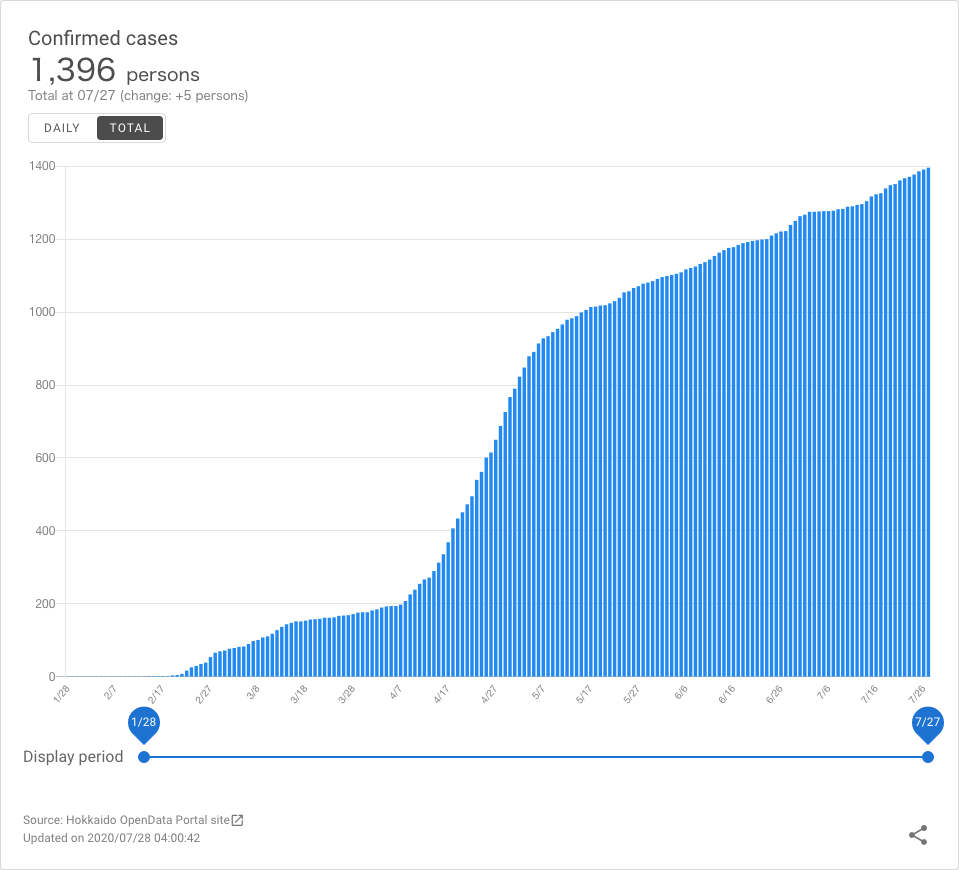 Confirmed cases
1,396 persons
Total at 07/27 (change: +5 persons)
DAILY TOTAL
1400
1200
1000
800
600
400
200
0
1/28 2/7 2/17 2/27 3/8 3/18 3/28 4/7 4/17 4/27 5/7 5/17 5/27 6/6 6/16 6/26 7/6 7/16 7/26
1/28 7/27
Display period
Source: Hokkaido OpenData Portal site
Updated on 2020/07/28 04:00:42